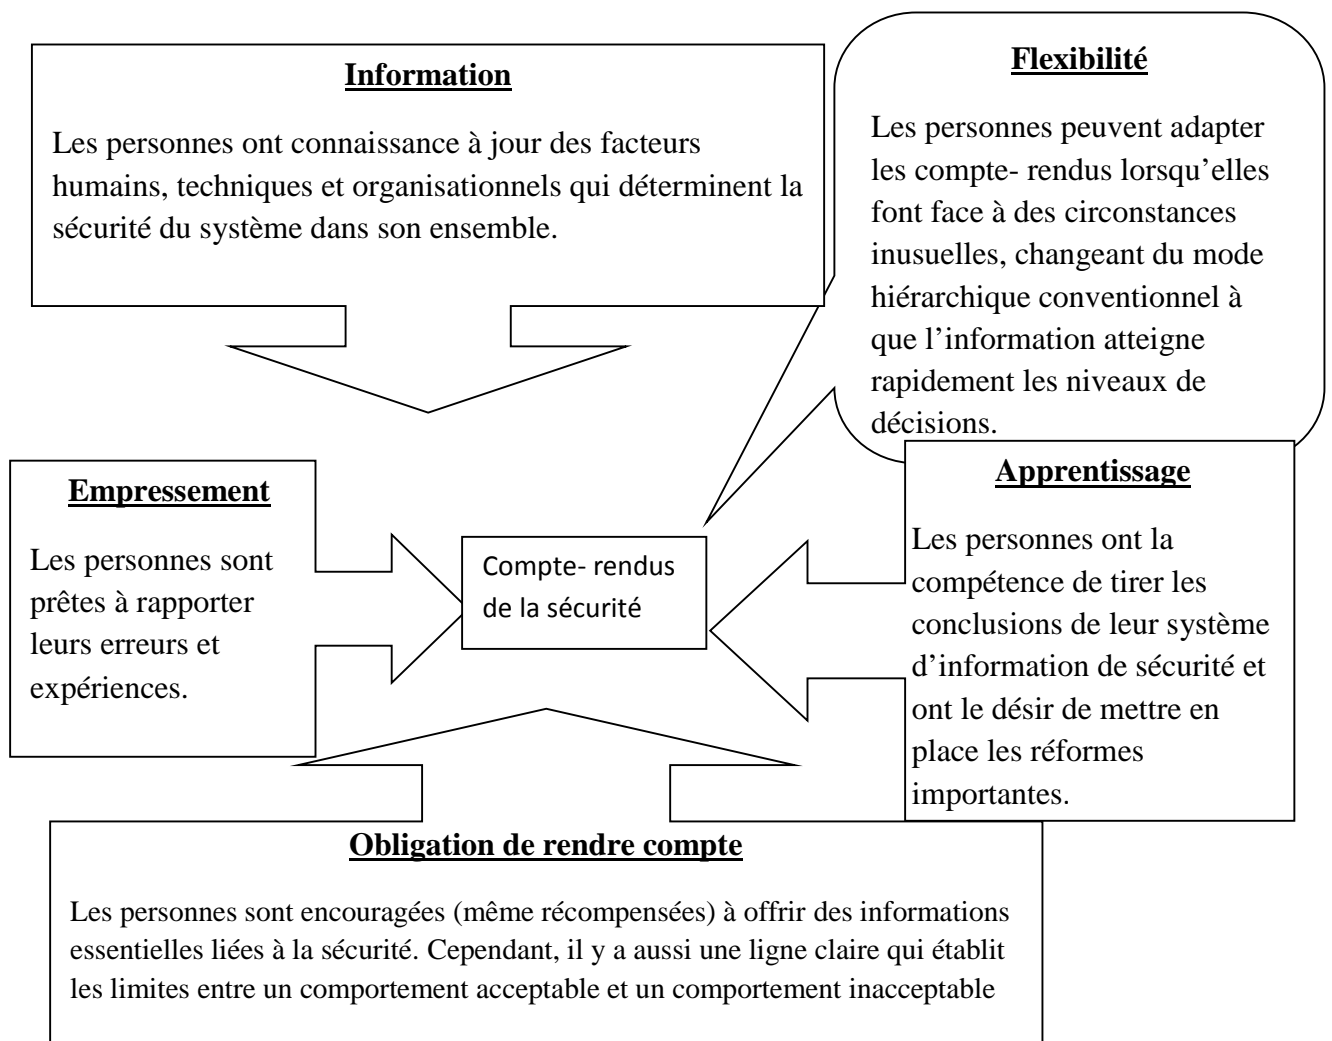 Information
Les personnes ont connaissance à jour des facteurs
humains, techniques et organisationnels qui déterminent la
sécurité du système dans son ensemble.
Flexibilité
Les personnes peuvent adapter
les compte- rendus lorsqu’elles
font face à des circonstances
inusuelles, changeant du mode
hiérarchique conventionnel à
que l’information atteigne
rapidement les niveaux de
décisions.
Empressement
Les personnes sont
prêtes à rapporter
leurs erreurs et
expériences.
Compte- rendus
de la sécurité
Apprentissage
Les personnes ont la
compétence de tirer les
conclusions de leur système
d’information de sécurité et
ont le désir de mettre en
place les réformes
importantes.
Obligation de rendre compte
Les personnes sont encouragées (même récompensées) à offrir des informations
essentielles liées à la sécurité. Cependant, il y a aussi une ligne claire qui établit
les limites entre un comportement acceptable et un comportement inacceptable